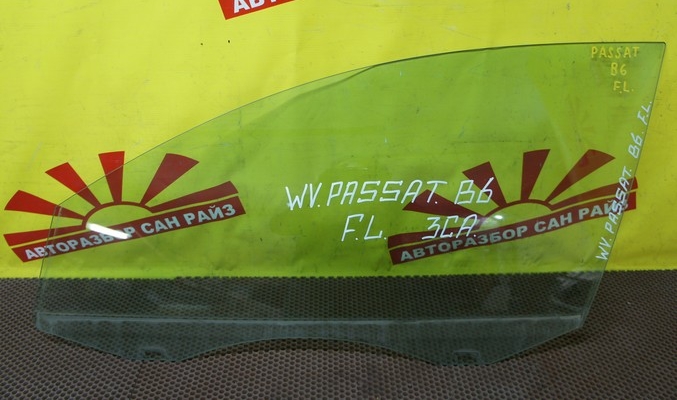 АВТО
PASSAT
B6
F.L.
WV. PASSAT. B6. F.L.
WV. PASSAT. B6
F.L. 3CA.
АВТОРАЗБОР САН РАЙЗ
АВТОРАЗБОР САН РАЙЗ